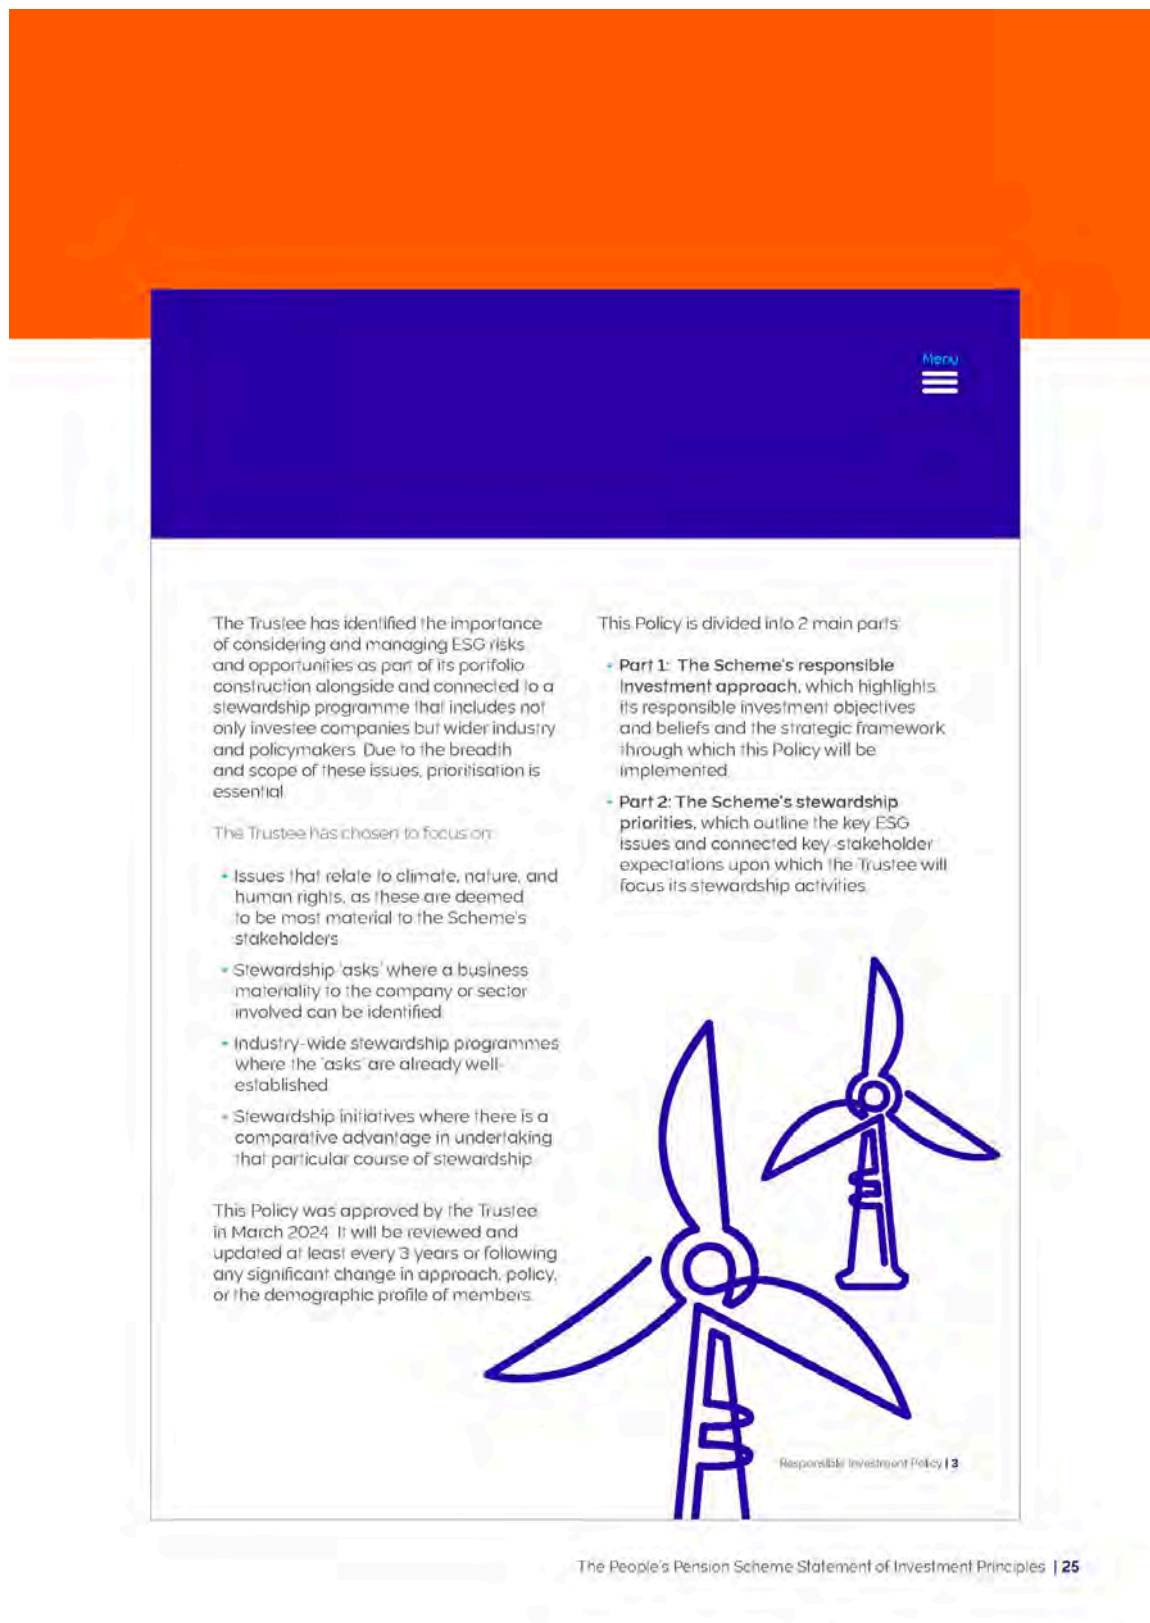 Menu
The Trustee has identified the importance
of considering and managing ESG risks
and opportunities as part of its portfolio
construction alongside and connected to a
stewardship programme that includes not
only investee companies but wider industry
and policymakers. Due to the breadth
and scope of these issues, prioritisation is
essential.
The Trustee has chosen to focus on:
• Issues that relate to climate, nature, and
human rights, as these are deemed
to be most material to the Scheme's
stakeholders.
• Stewardship 'asks' where a business
materiality to the company or sector
involved can be identified.
• Industry-wide stewardship programmes
where the 'asks' are already well-
established.
• Stewardship initiatives where there is a
comparative advantage in undertaking
that particular course of stewardship.
This Policy was approved by the Trustee
in March 2024. It will be reviewed and
updated at least every 3 years or following
any significant change in approach, policy,
or the demographic profile of members.
This Policy is divided into 2 main parts:
• Part 1: The Scheme's responsible
Investment approach, which highlights
its responsible investment objectives
and beliefs and the strategic framework
through which this Policy will be
implemented.
• Part 2: The Scheme's stewardship
priorities, which outline the key ESG
issues and connected key-stakeholder
expectations upon which the Trustee will
focus its stewardship activities.
Responsible Investment Policy | 3
The People's Pension Scheme Statement of Investment Principles | 25